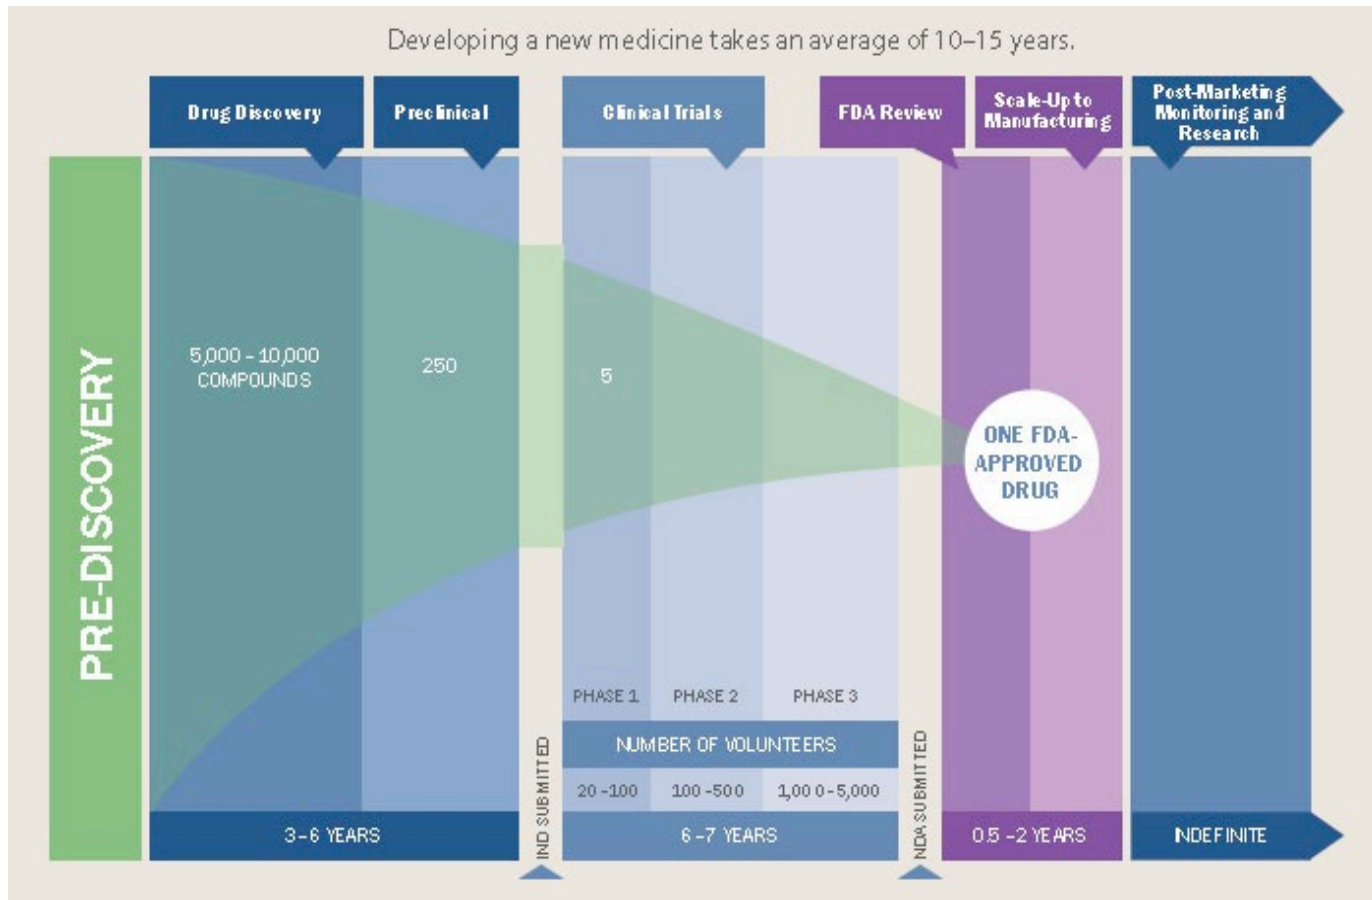 Developing a new medicine takes an average of 10–15 years.
Drug Discovery
Preclinical
Clinical Trials
FDA Review
Scale-Up to
Manufacturing
Post-Marketing
Monitoring and
Research
PRE-DISCOVERY
5,000 – 10,000
COMPOUNDS
250
5
ONE FDA-
APPROVED
DRUG
PHASE 1
PHASE 2
PHASE 3
NUMBER OF VOLUNTEERS
20 –100
100 –500
1,000–5,000
IND SUBMITTED
NDA SUBMITTED
3 – 6 YEARS
6 –7 YEARS
0.5 –2 YEARS
INDEFINITE